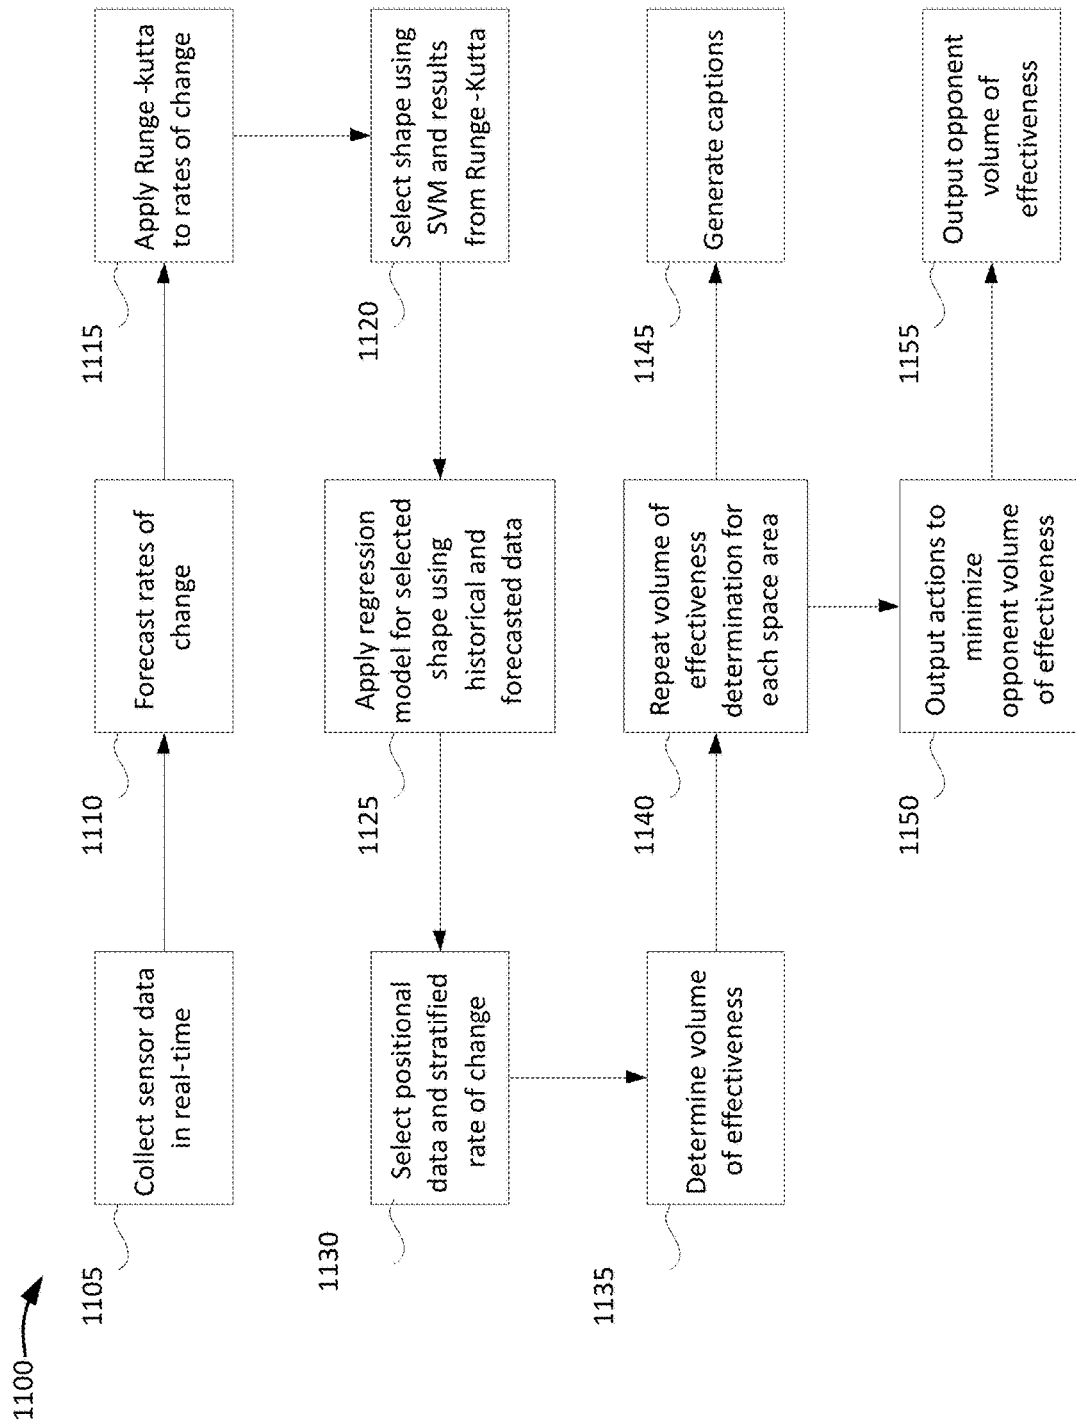 1100
1105
Collect sensor data
in real-time
1110
Forecast rates of
change
1115
Apply Runge -kutta
to rates of change
1120
Select shape using
SVM and results
from Runge -Kutta
1125
Apply regression
model for selected
shape using
historical and
forecasted data
1130
Select positional
data and stratified
rate of change
1135
Determine volume
of effectiveness
1140
Repeat volume of
effectiveness
determination for
each space area
1145
Generate captions
1150
Output actions to
minimize
opponent volume
of effectiveness
1155
Output opponent
volume of
effectiveness